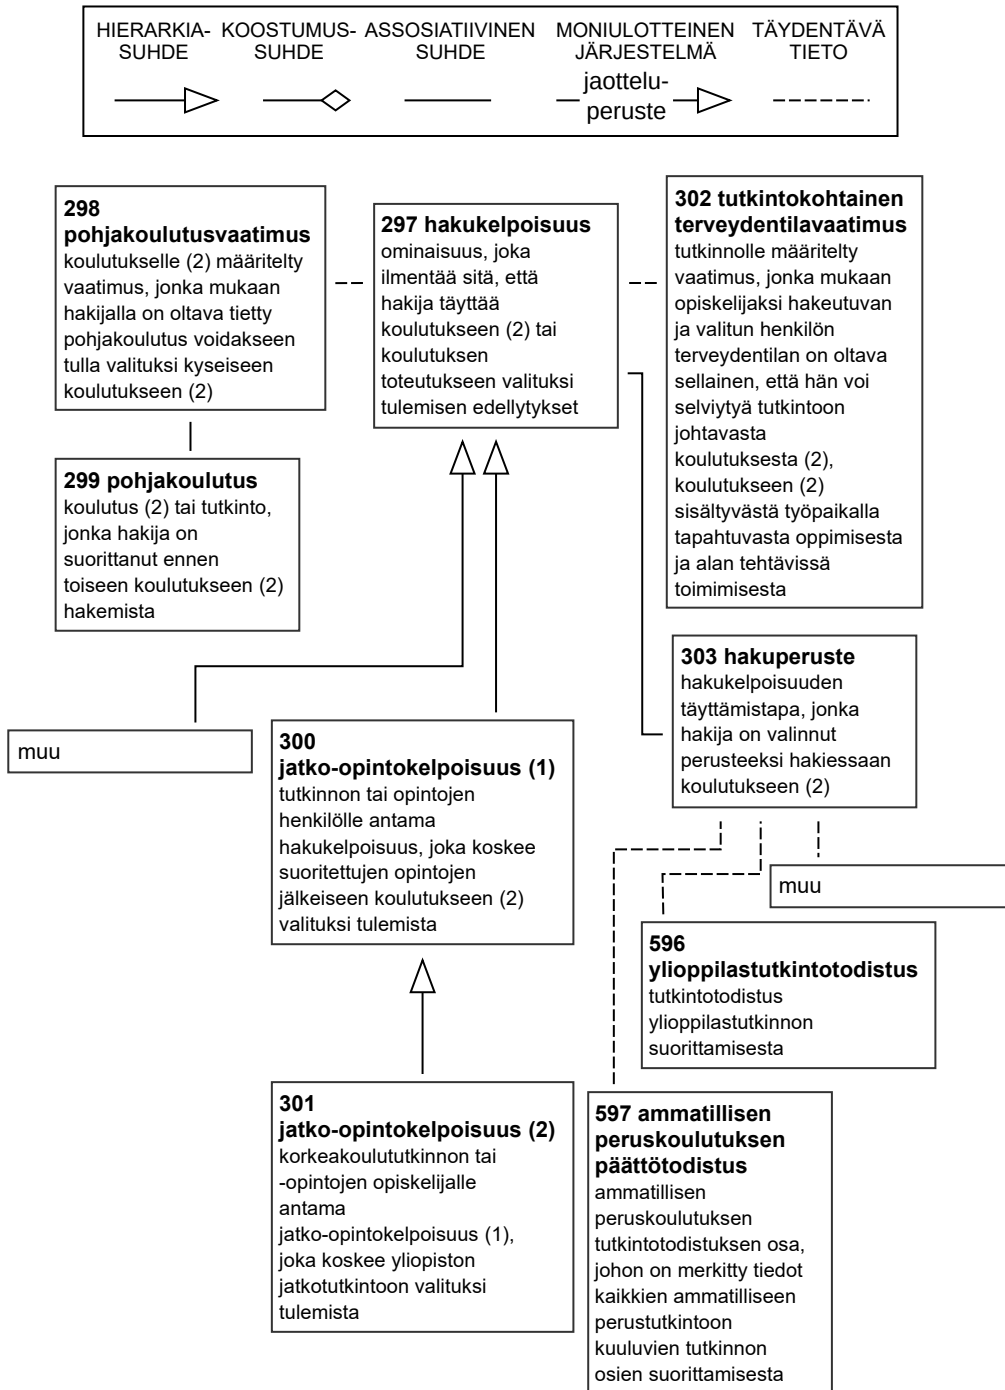 HIERARKIA-
SUHDE
KOOSTUMUS-
SUHDE
ASSOSIATIIVINEN
SUHDE
MONIULOTTEINEN
JÄRJESTELMÄ
TÄYDENTÄVÄ
TIETO
jaottelu-
peruste
298
pohjakoulutusvaatimus
koulutukselle (2) määritelty
vaatimus, jonka mukaan
hakijalla on oltava tietty
pohjakoulutus voidakseen
tulla valituksi kyseiseen
koulutukseen (2)
297 hakukelpoisuus
ominaisuus, joka
ilmentää sitä, että
hakija täyttää
koulutukseen (2) tai
koulutuksen
toteutukseen valituksi
tulemisen edellytykset
302 tutkintokohtainen
terveydentilavaatimus
tutkinnolle määritelty
vaatimus, jonka mukaan
opiskelijaksi hakeutuvan
ja valitun henkilön
terveydentilan on oltava
sellainen, että hän voi
selviytyä tutkintoon
johtavasta
koulutuksesta (2),
koulutukseen (2)
sisältyvästä työpaikalla
tapahtuvasta oppimisesta
ja alan tehtävissä
toimimisesta
299 pohjakoulutus
koulutus (2) tai tutkinto,
jonka hakija on
suorittanut ennen
toiseen koulutukseen (2)
hakemista
303 hakuperuste
hakukelpoisuuden
täyttämistapa, jonka
hakija on valinnut
perusteeksi hakiessaan
koulutukseen (2)
muu
300
jatko-opintokelpoisuus (1)
tutkinnon tai opintojen
henkilölle antama
hakukelpoisuus, joka koskee
suoritettujen opintojen
jälkeiseen koulutukseen (2)
valituksi tulemista
muu
596
ylioppilastutkintotodistus
tutkintotodistus
ylioppilastutkinnon
suorittamisesta
301
jatko-opintokelpoisuus (2)
korkeakoulututkinnon tai
-opintojen opiskelijalle
antama
jatko-opintokelpoisuus (1),
joka koskee yliopiston
jatkotutkintoon valituksi
tulemista
597 ammatillisen
peruskoulutuksen
päättötodistus
ammatillisen
peruskoulutuksen
tutkintotodistuksen osa,
johon on merkitty tiedot
kaikkien ammatilliseen
perustutkintoon
kuuluvien tutkinnon
osien suorittamisesta